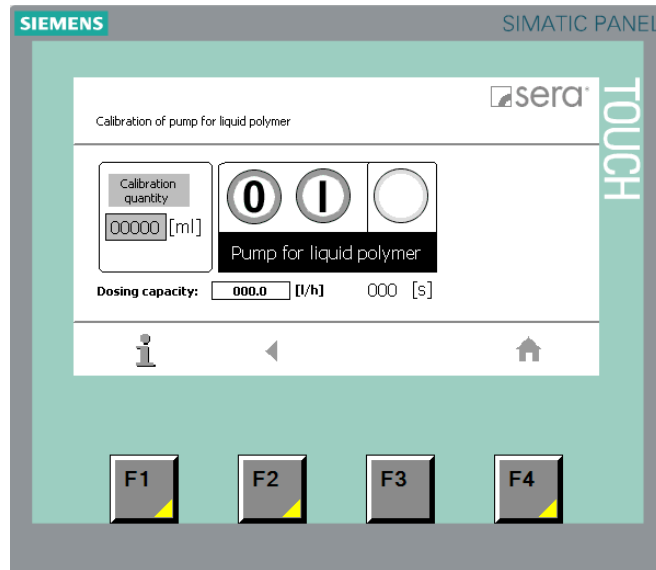 SIEMENS
SIMATIC PANEL
sera
TOUCH
Calibration of pump for liquid polymer
Calibration
quantity
00000 [ml]
0 I
Pump for liquid polymer
Dosing capacity: 000.0 [l/h] 000 [s]
i
F1 F2 F3 F4